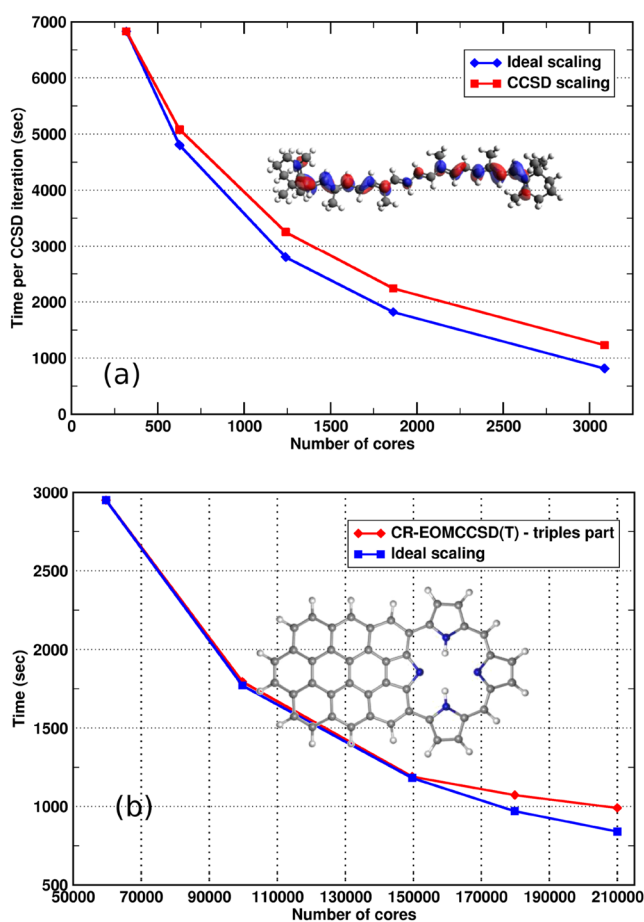 7000
6000
5000
4000
3000
2000
1000
0
Time per CCSD iteration (sec)
Ideal scaling
CCSD scaling
(a)
0 500 1000 1500 2000 2500 3000
Number of cores
3000
2500
2000
1500
1000
500
Time (sec)
CR-EOMCCSD(T) - triples part
Ideal scaling
(b)
50000 70000 90000 110000 130000 150000 170000 190000 210000
Number of cores